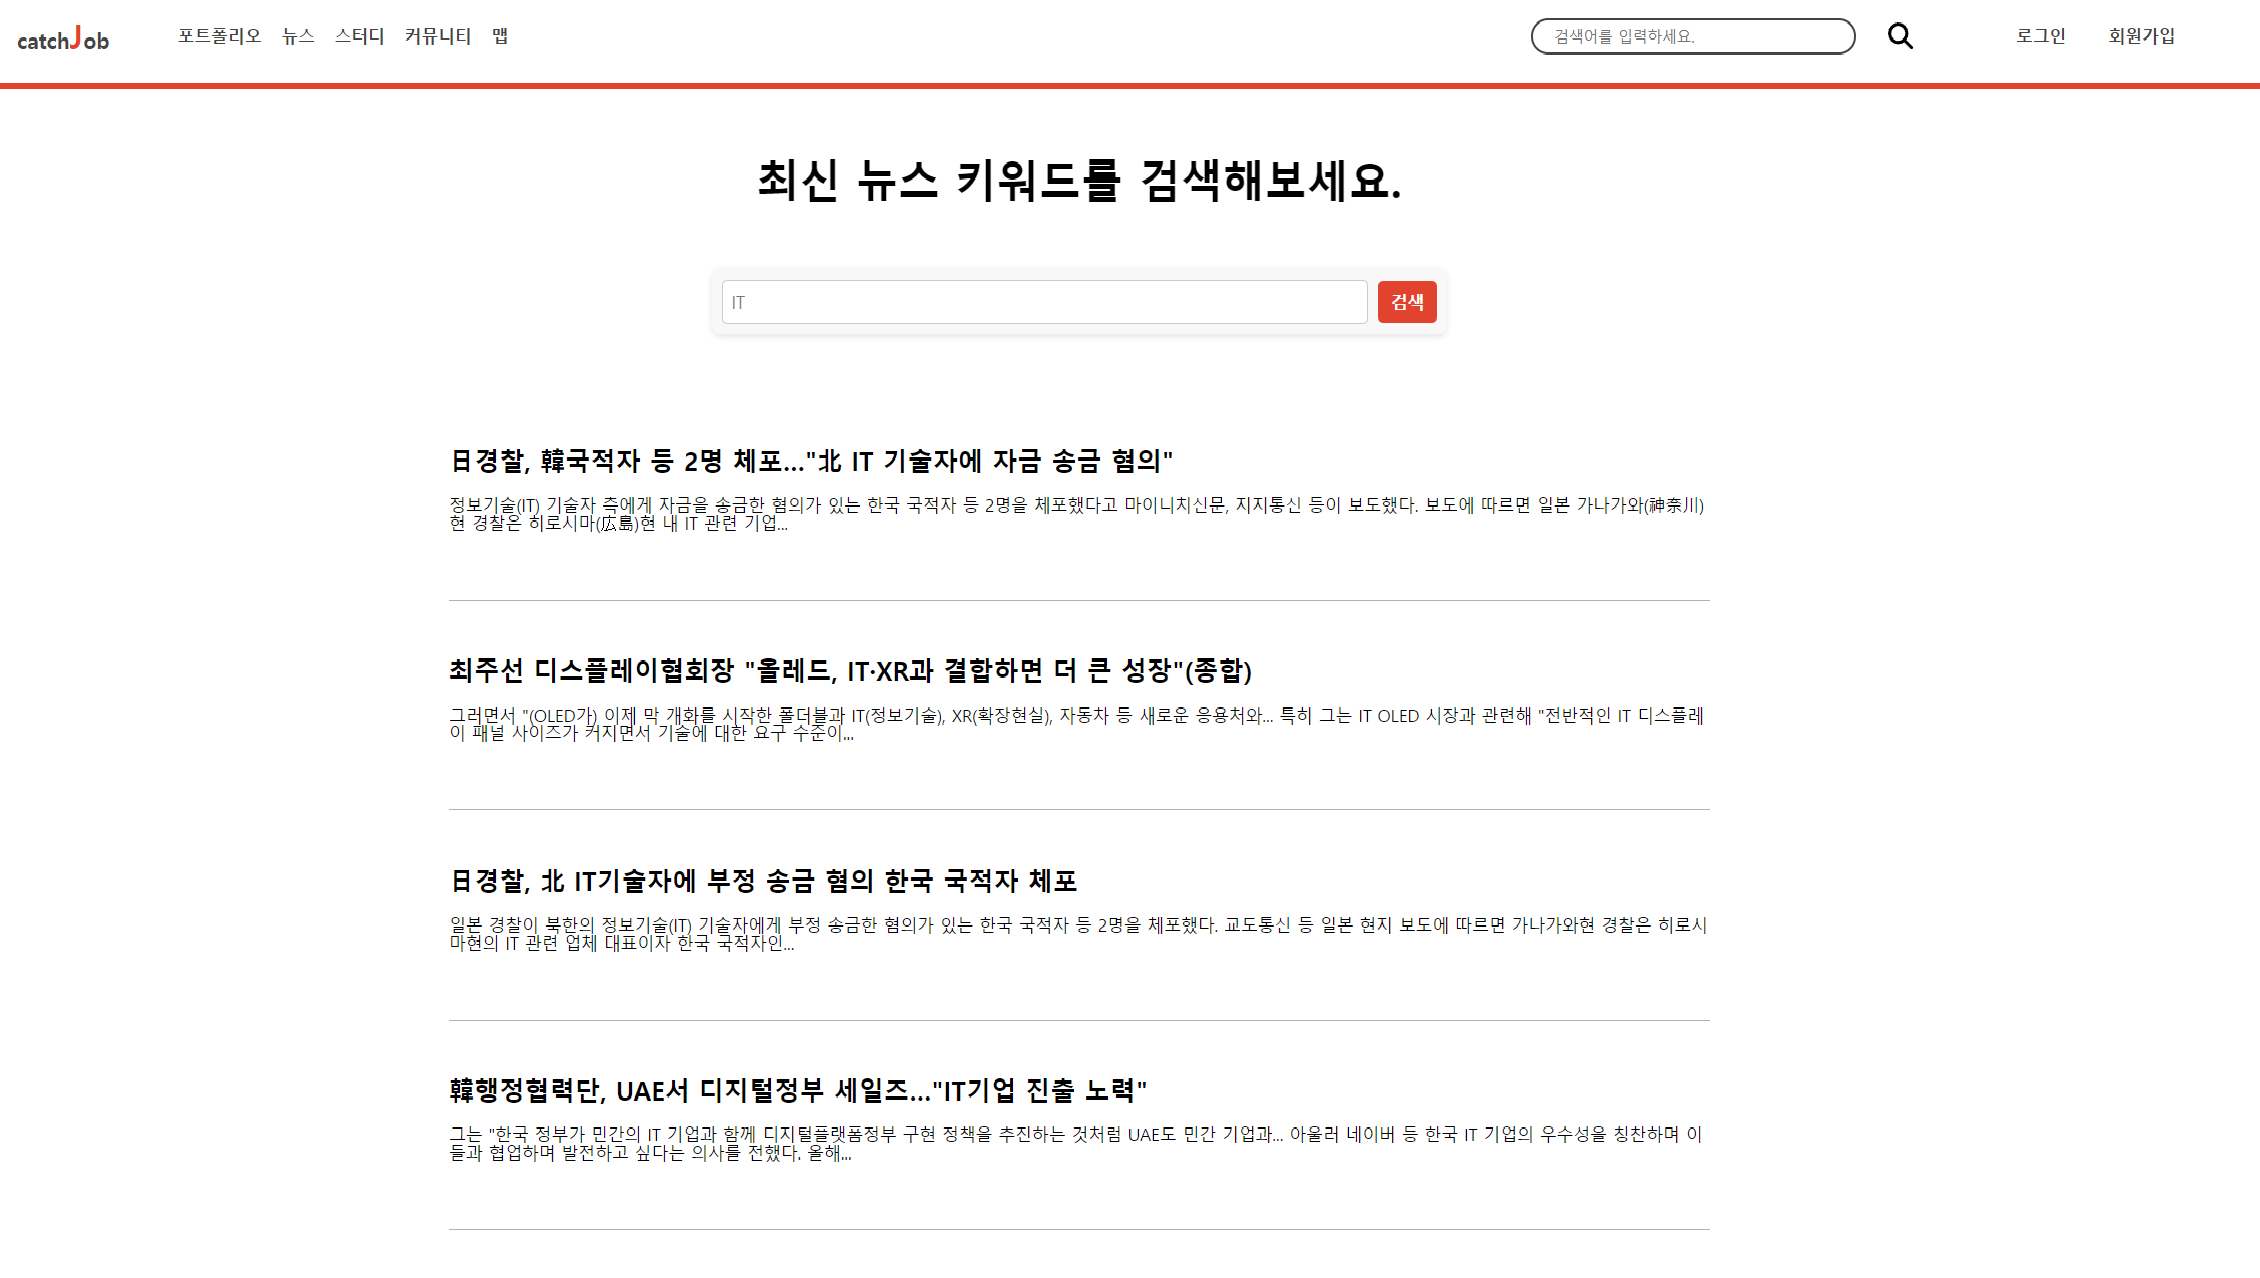 catchJob 포트폴리오 뉴스 스터디 커뮤니티 맵 검색어를 입력하세요. 로그인 회원가입
최신 뉴스 키워드를 검색해보세요.
IT 검색
日경찰, 韓국적자 등 2명 체포..."北 IT 기술자에 자금 송금 혐의"
정보기술(IT) 기술자 측에게 자금을 송금한 혐의가 있는 한국 국적자 등 2명을 체포했다고 마이니치신문, 지지통신 등이 보도했다. 보도에 따르면 일본 가나가와(神奈川)
현 경찰은 히로시마(広島)현 내 IT 관련 기업...
최주선 디스플레이협회장 "올레드, IT·XR과 결합하면 더 큰 성장"(종합)
그러면서 "(OLED가) 이제 막 개화를 시작한 폴더블과 IT(정보기술), XR(확장현실), 자동차 등 새로운 응용처와... 특히 그는 IT OLED 시장과 관련해 "전반적인 IT 디스플레
이 패널 사이즈가 커지면서 기술에 대한 요구 수준이...
日경찰, 北 IT기술자에 부정 송금 혐의 한국 국적자 체포
일본 경찰이 북한의 정보기술(IT) 기술자에게 부정 송금한 혐의가 있는 한국 국적자 등 2명을 체포했다. 교도통신 등 일본 현지 보도에 따르면 가나가와현 경찰은 히로시
마현의 IT 관련 업체 대표이자 한국 국적자인...
韓행정협력단, UAE서 디지털정부 세일즈..."IT기업 진출 노력"
그는 "한국 정부가 민간의 IT 기업과 함께 디지털플랫폼정부 구현 정책을 추진하는 것처럼 UAE도 민간 기업과... 아울러 네이버 등 한국 IT 기업의 우수성을 칭찬하며 이
들과 협업하며 발전하고 싶다는 의사를 전했다. 올해...